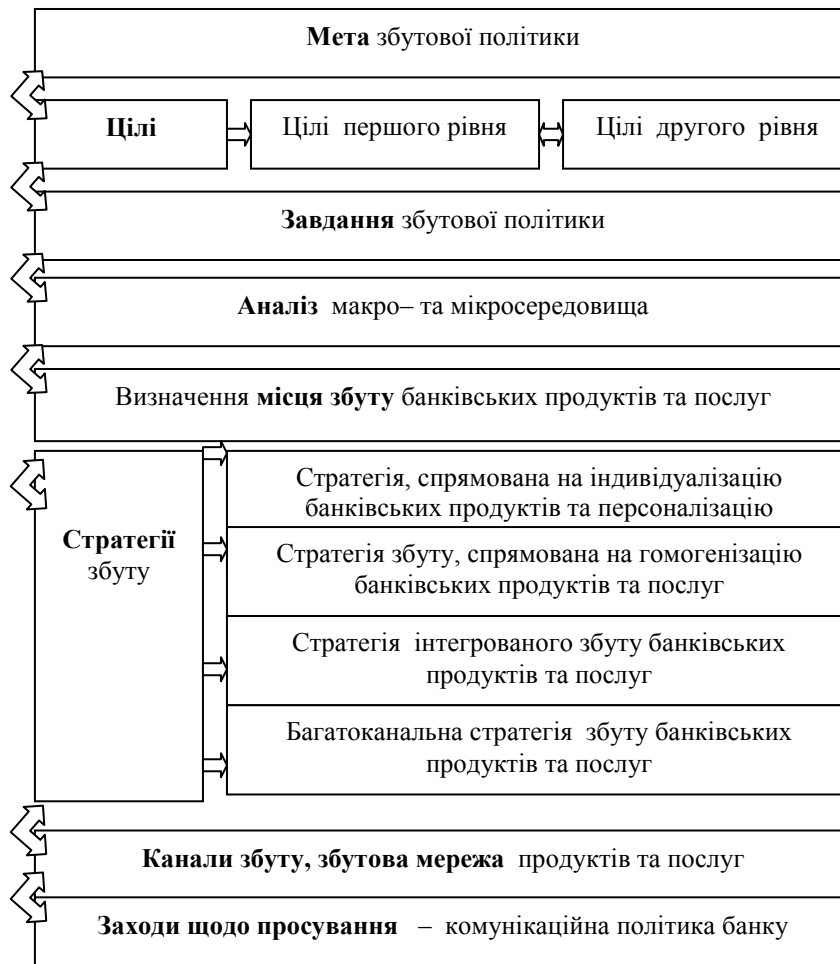 Мета збутової політики
Цілі
Цілі першого рівня
Цілі другого рівня
Завдання збутової політики
Аналіз макро– та мікросередовища
Визначення місця збуту банківських продуктів та послуг
Стратегії
збуту
Стратегія, спрямована на індивідуалізацію
банківських продуктів та персоналізацію
Стратегія збуту, спрямована на гомогенізацію
банківських продуктів та послуг
Стратегія інтегрованого збуту банківських
продуктів та послуг
Багатоканальна стратегія збуту банківських
продуктів та послуг
Канали збуту, збутова мережа продуктів та послуг
Заходи щодо просування – комунікаційна політика банку